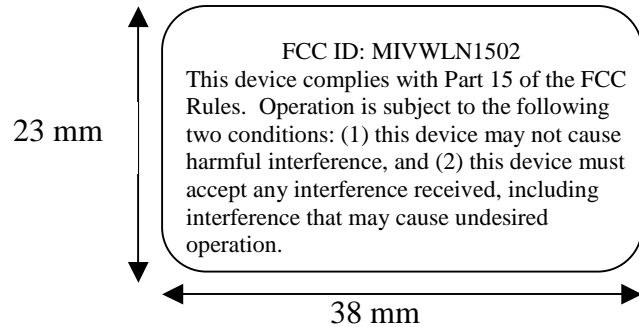 FCC ID: MIVWLN1502
This device complies with Part 15 of the FCC
Rules.  Operation is subject to the following
two conditions: (1) this device may not cause
harmful interference, and (2) this device must
accept any interference received, including
interference that may cause undesired
operation.
23 mm
38 mm